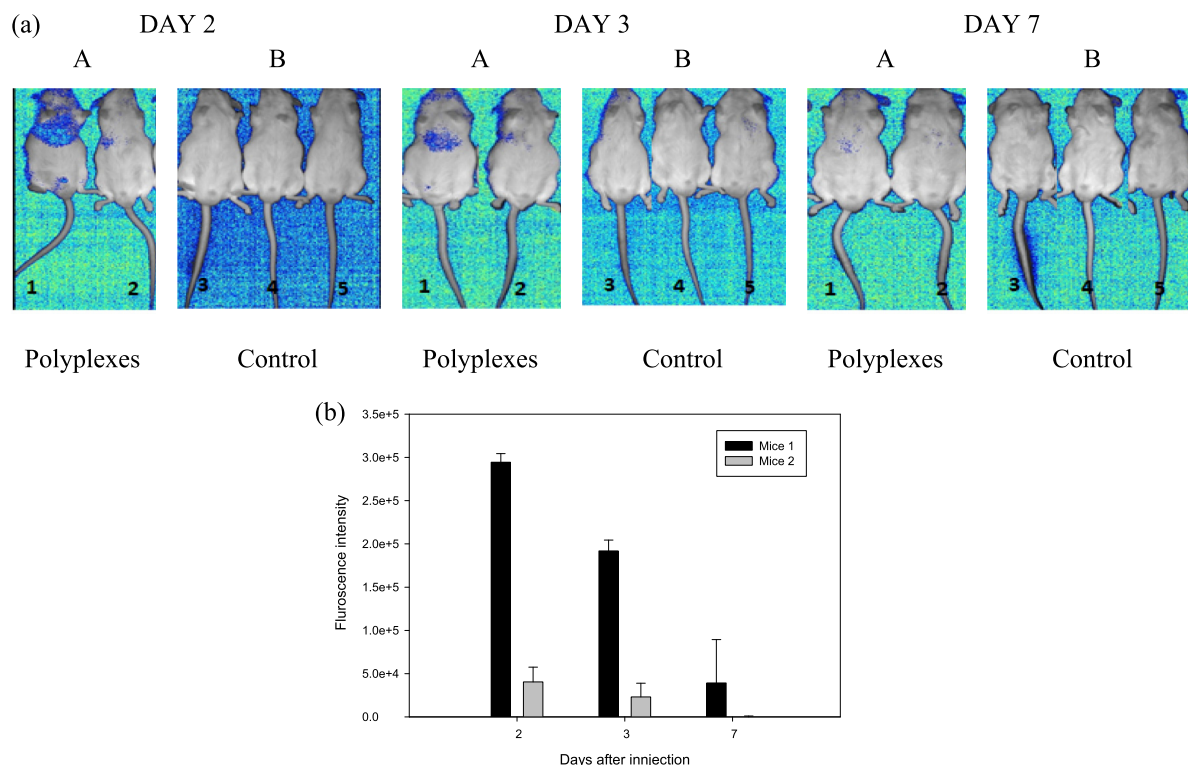 (a)
DAY 2 DAY 3 DAY 7
A B A B A B
1 2 3 4 5 1 2 3 4 5 1 2 3 4 5
Polyplexes Control Polyplexes Control Polyplexes Control
(b)
3.5e+5
3.0e+5
2.5e+5
2.0e+5
1.5e+5
1.0e+5
5.0e+4
0.0
Fluroscence intensity
Mice 1
Mice 2
2 3 7
Days after innjection